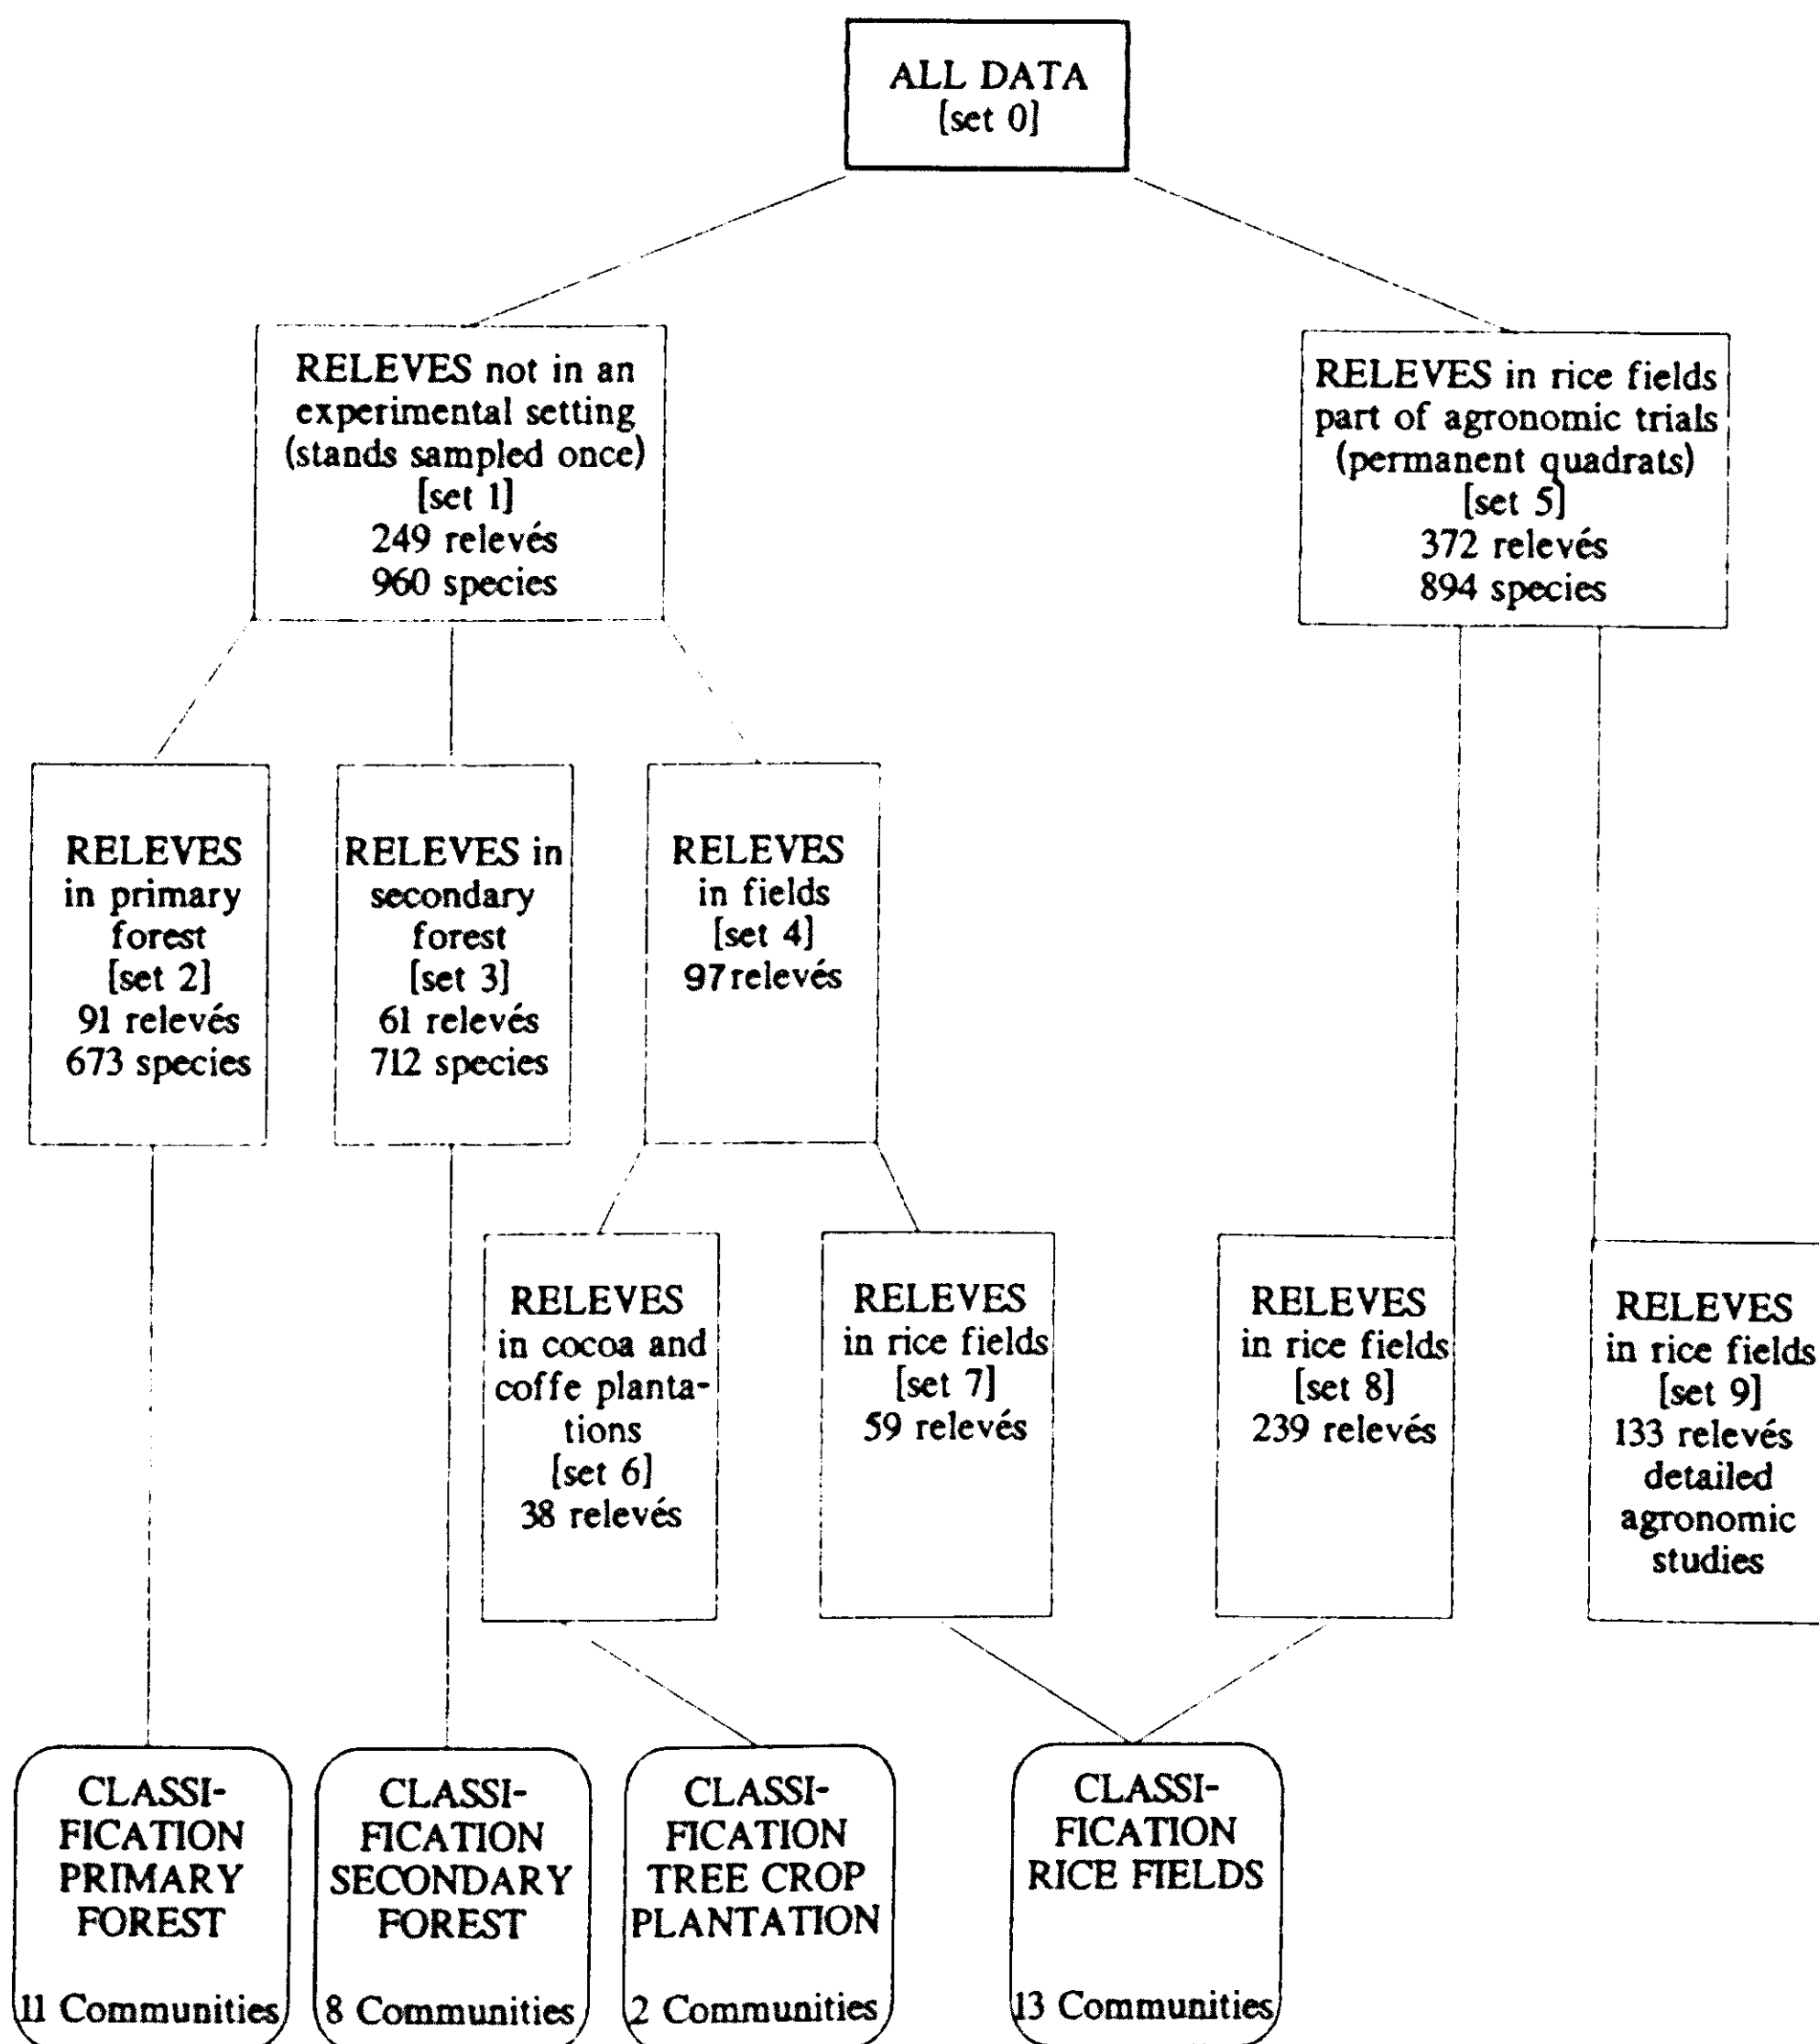 ALL DATA
[set 0]
RELEVES not in an
experimental setting
(stands sampled once)
[set 1]
249 relevés
960 species
RELEVES in rice fields
part of agronomic trials
(permanent quadrats)
[set 5]
372 relevés
894 species
RELEVES
in primary
forest
[set 2]
91 relevés
673 species
RELEVES in
secondary
forest
[set 3]
61 relevés
712 species
RELEVES
in fields
[set 4]
97 relevés
RELEVES
in cocoa and
coffe planta-
tions
[set 6]
38 relevés
RELEVES
in rice fields
[set 7]
59 relevés
RELEVES
in rice fields
[set 8]
239 relevés
RELEVES
in rice fields
[set 9]
133 relevés
detailed
agronomic
studies
CLASSI-
FICATION
PRIMARY
FOREST
11 Communities
CLASSI-
FICATION
SECONDARY
FOREST
8 Communities
CLASSI-
FICATION
TREE CROP
PLANTATION
2 Communities
CLASSI-
FICATION
RICE FIELDS
13 Communities